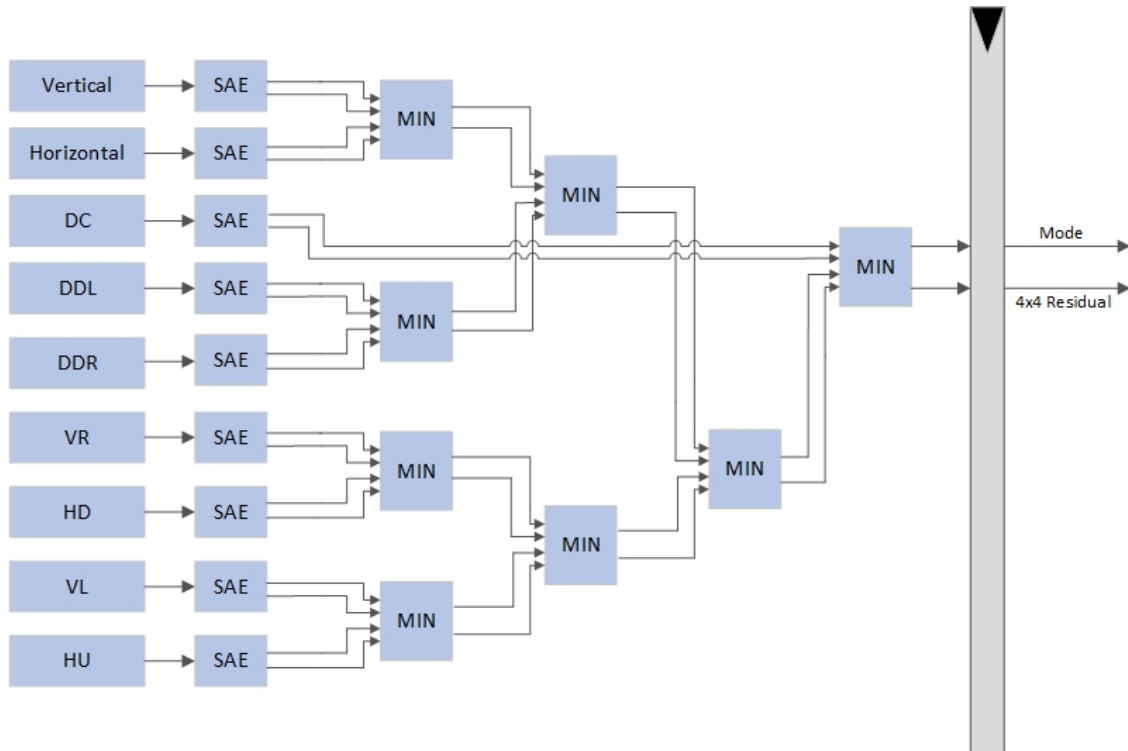 Vertical
SAE
MIN
Horizontal
SAE
MIN
DC
SAE
Mode
MIN
DDL
SAE
4x4 Residual
MIN
DDR
SAE
VR
SAE
MIN
MIN
HD
SAE
MIN
VL
SAE
MIN
HU
SAE